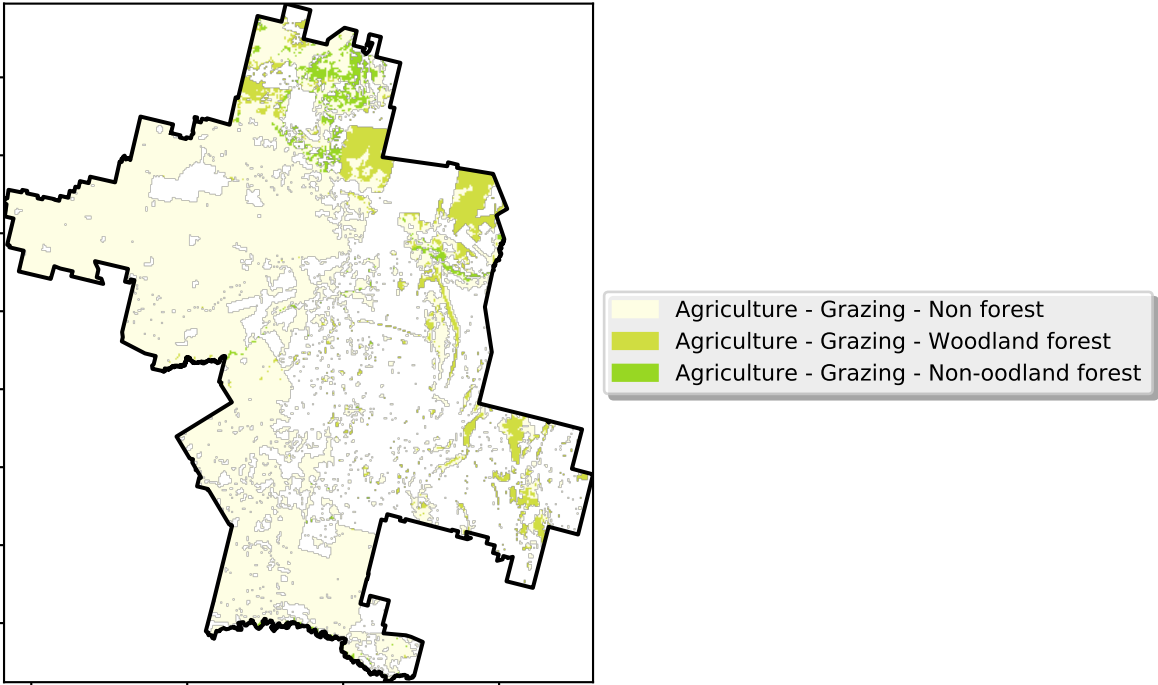 Agriculture - Grazing - Non forest
Agriculture - Grazing - Woodland forest
Agriculture - Grazing - Non-oodland forest